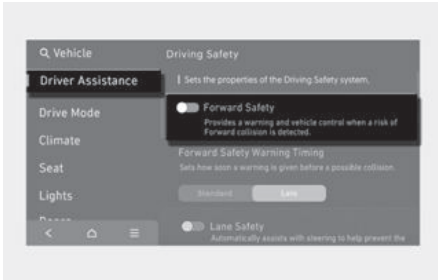 Vehicle
Driver Assistance
Drive Mode
Climate
Seat
Lights
Driving Safety
Sets the properties of the Driving Safety system.
Forward Safety
Provides a warning and vehicle control when a risk of
Forward collision is detected.
Forward Safety Warning Timing
Sets how soon a warning is given before a possible collision.
Standard Late
Lane Safety
Automatically assists with steering to help prevent the